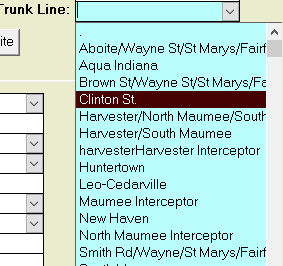 Trunk Line:
ite
.
Aboite/Wayne St/St Marys/Fairf
Aqua Indiana
Brown St/Wayne St/St Marys/Fa
Clinton St.
Harvester/North Maumee/South
Harvester/South Maumee
harvesterHarvester Interceptor
Huntertown
Leo-Cedarville
Maumee Interceptor
New Haven
North Maumee Interceptor
Smith Rd/Wayne St/St Marys/Fairf